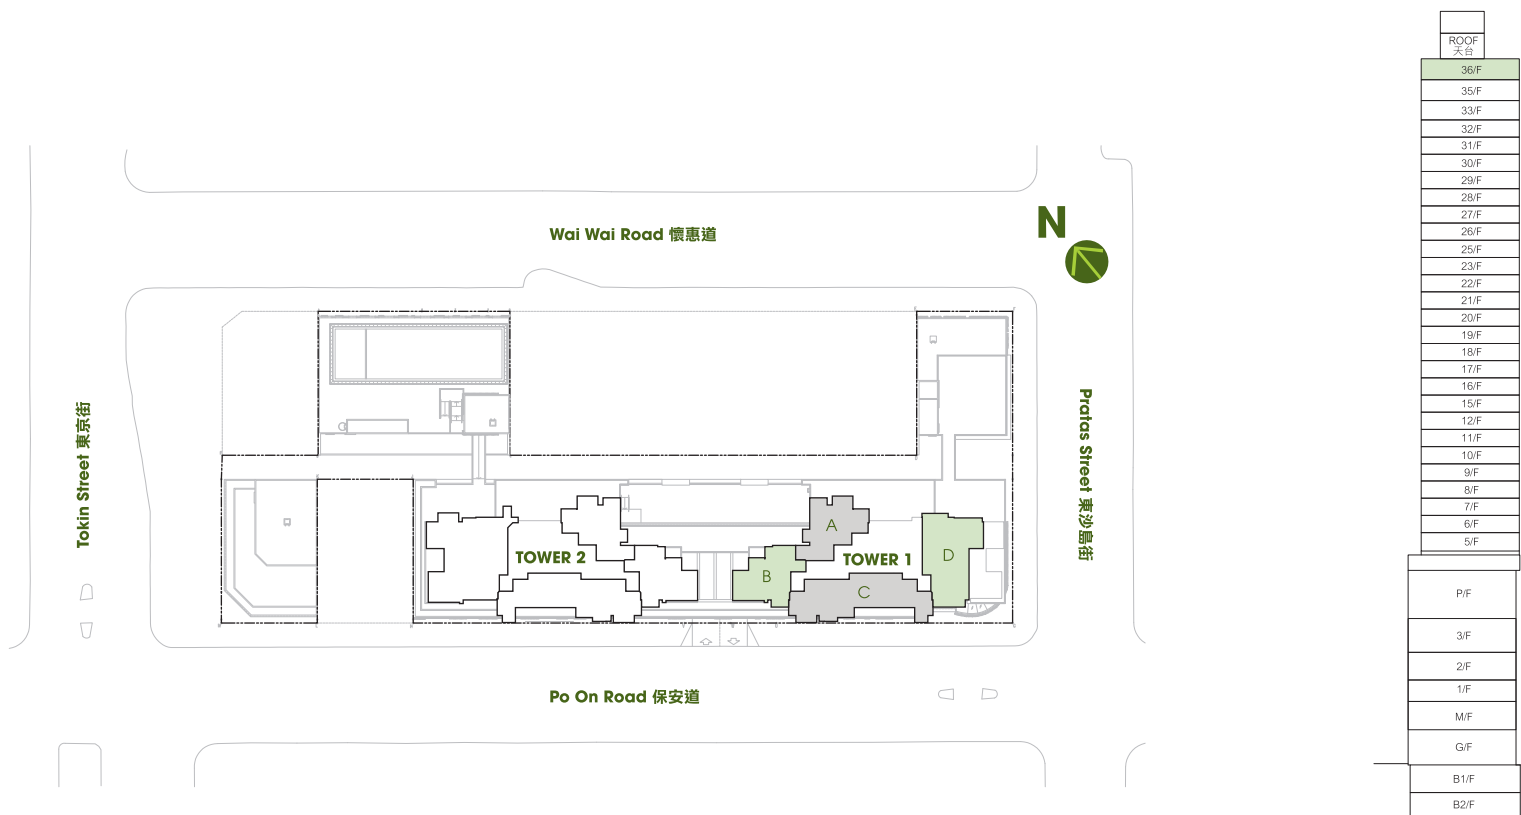 Wai Wai Road 懷惠道
N
Tokin Street 東京街
Pratas Street 東沙島街
TOWER 2
TOWER 1
A
B
C
D
Po On Road 保安道
ROOF
天台
36/F
35/F
33/F
32/F
31/F
30/F
29/F
28/F
27/F
26/F
25/F
23/F
22/F
21/F
20/F
19/F
18/F
17/F
16/F
15/F
12/F
11/F
10/F
9/F
8/F
7/F
6/F
5/F
P/F
3/F
2/F
1/F
M/F
G/F
B1/F
B2/F